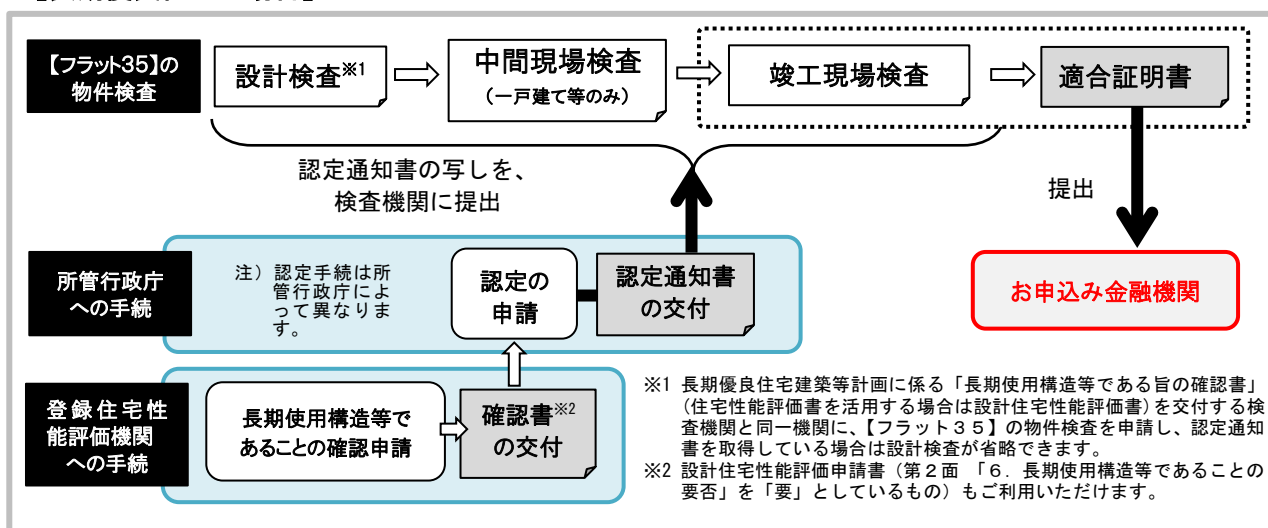 【フラット35】の
物件検査
設計検査※1
中間現場検査
(一戸建て等のみ)
竣工現場検査
適合証明書
認定通知書の写しを、
検査機関に提出
提出
所管行政庁
への手続
注）認定手続は所
管行政庁によ
って異なりま
す。
認定の
申請
認定通知書
の交付
お申込み金融機関
登録住宅性
能評価機関
への手続
長期使用構造等で
あることの確認申請
確認書※2
の交付
※1 長期優良住宅建築等計画に係る「長期使用構造等である旨の確認書」
（住宅性能評価書を活用する場合は設計住宅性能評価書）を交付する検
査機関と同一機関に、【フラット３５】の物件検査を申請し、認定通知
書を取得している場合は設計検査が省略できます。
※2 設計住宅性能評価申請書（第２面 「６．長期使用構造等であることの
要否」を「要」としているもの）もご利用いただけます。